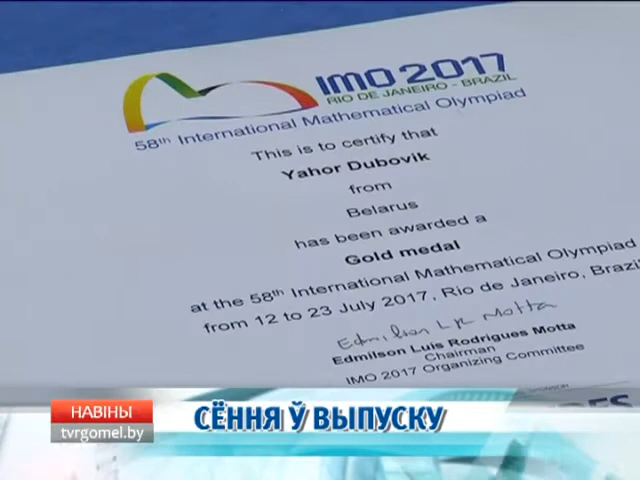 IMO 2017
RIO DE JANEIRO - BRAZIL
58th International Mathematical Olympiad
This is to certify that
Yahor Dubovik
from
Belarus
has been awarded a
Gold medal
at the 58th International Mathematical Olympiad
from 12 to 23 July 2017, Rio de Janeiro, Brazil
Edmilson Luis Rodrigues Motta
Chairman
IMO 2017 Organizing Committee
НАВІНЫ
tvrgomel.by
СЁННЯ Ў ВЫПУСКУ